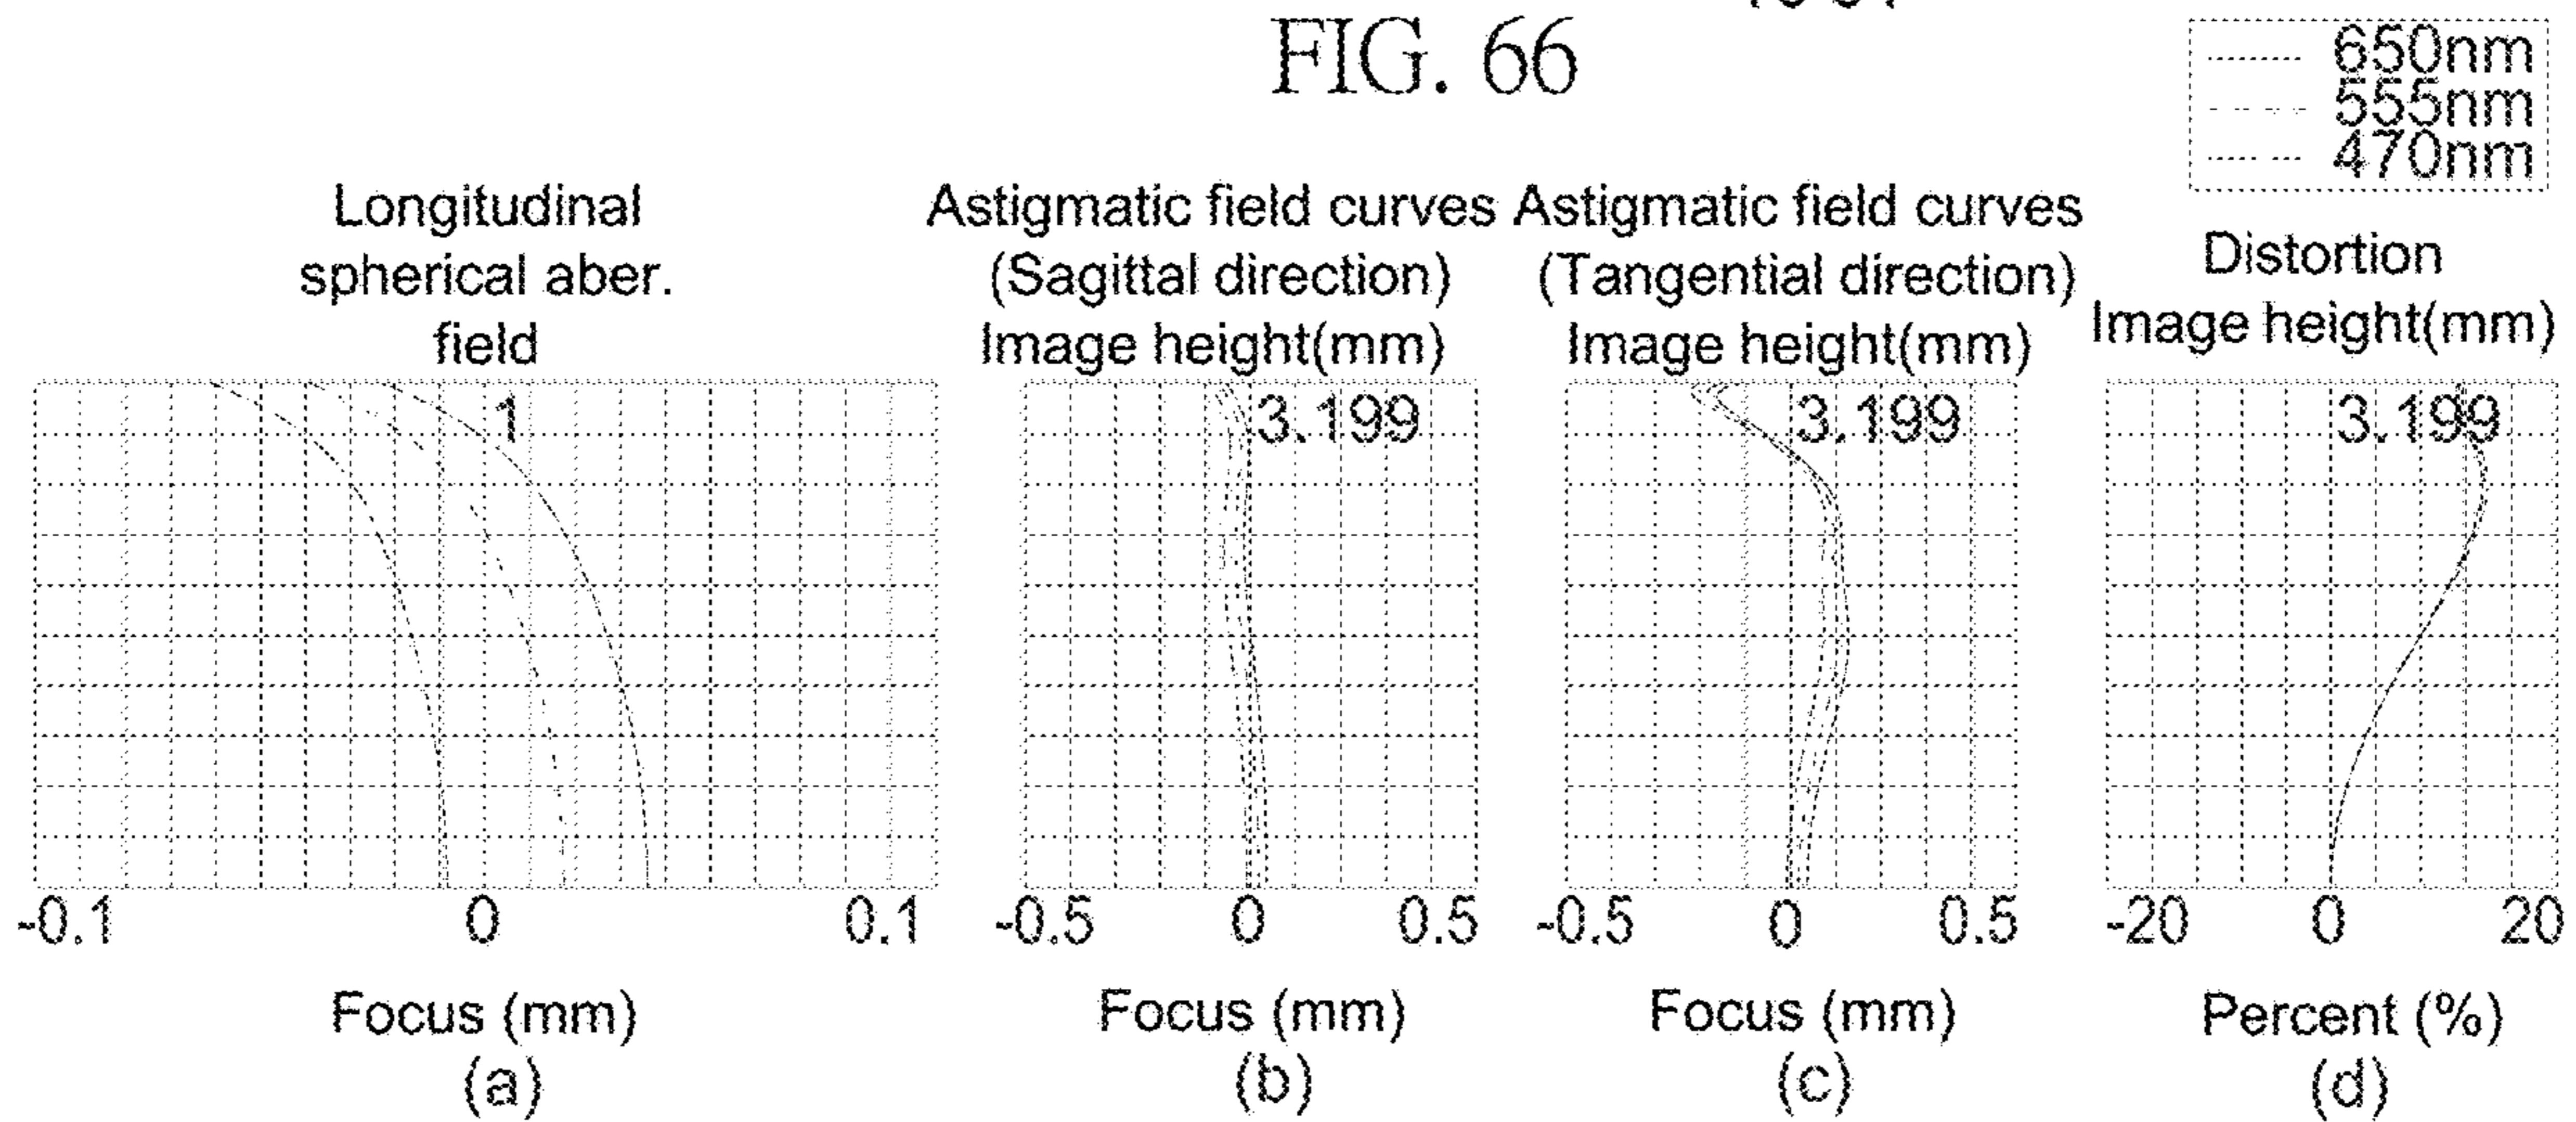 FIG. 66
650nm
555nm
470nm
Longitudinal
spherical aber.
field
1
-0.1 0 0.1
Focus (mm)
(a)
Astigmatic field curves
(Sagittal direction)
Image height(mm)
3.199
-0.5 0 0.5
Focus (mm)
(b)
Astigmatic field curves
(Tangential direction)
Image height(mm)
3.199
-0.5 0 0.5
Focus (mm)
(c)
Distortion
Image height(mm)
3.199
-20 0 20
Percent (%)
(d)